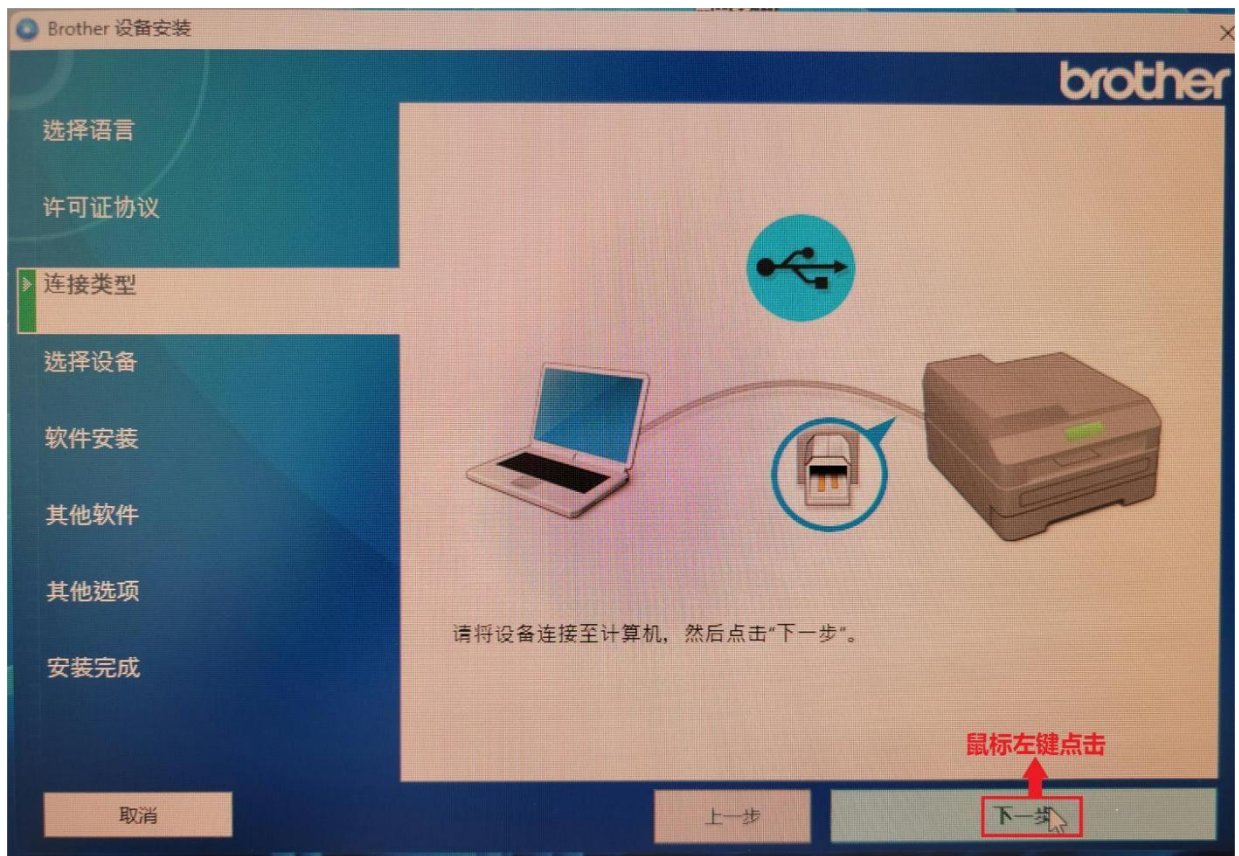 Brother 设备安装
brother
选择语言
许可证协议
连接类型
选择设备
软件安装
其他软件
其他选项
安装完成
请将设备连接至计算机，然后点击“下一步”。
鼠标左键点击
取消
上一步
下一步